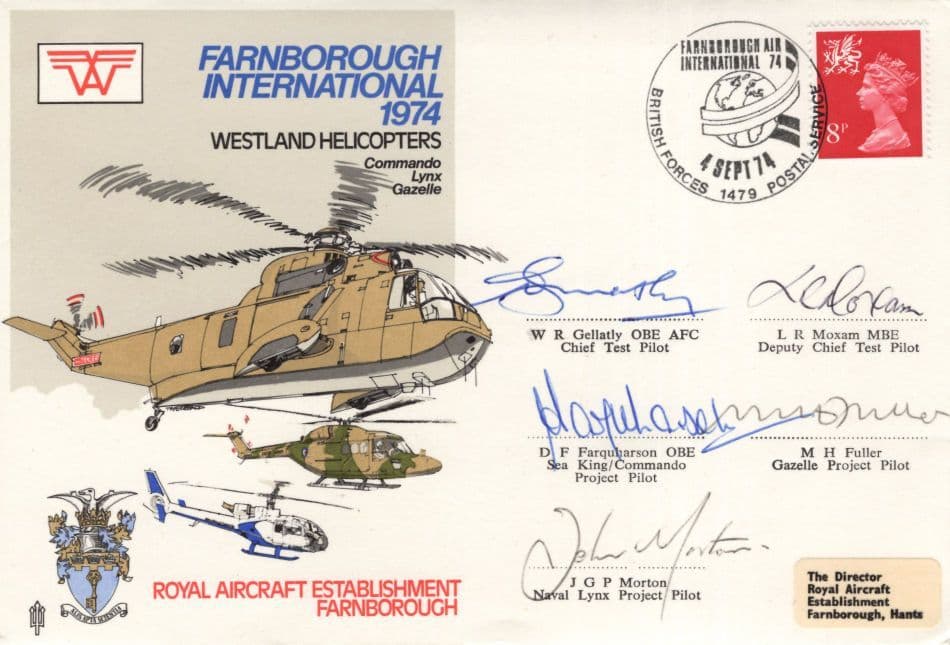 FARNBOROUGH
INTERNATIONAL
1974
WESTLAND HELICOPTERS
Commando
Lynx
Gazelle
FARNBOROUGH AIR
INTERNATIONAL 74
4 SEPT 74
BRITISH FORCES 1479 POSTAL SERVICE
8P
W R Gellatly OBE AFC
Chief Test Pilot
L R Moxam MBE
Deputy Chief Test Pilot
D F Farquharson OBE
Sea King/Commando
Project Pilot
M H Fuller
Gazelle Project Pilot
John Morton
J G P Morton
Naval Lynx Project Pilot
ROYAL AIRCRAFT ESTABLISHMENT
FARNBOROUGH
The Director
Royal Aircraft
Establishment
Farnborough, Hants